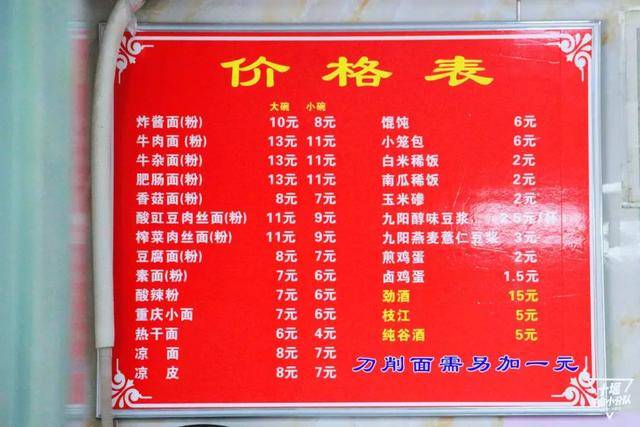 价格表
大碗 小碗
炸酱面(粉) 10元 8元
牛肉面(粉) 13元 11元
牛杂面(粉) 13元 11元
肥肠面(粉) 13元 11元
香菇面(粉) 8元 7元
酸豇豆肉丝面(粉) 11元 9元
榨菜肉丝面(粉) 11元 9元
豆腐面(粉) 8元 7元
素面(粉) 7元 6元
酸辣粉 7元 6元
重庆小面 7元 6元
热干面 6元 4元
凉 面 8元 7元
凉 皮 8元 7元
馄饨 6元
小笼包 6元
白米稀饭 2元
南瓜稀饭 2元
玉米磣 2元
九阳醇味豆浆 2.5元/杯
九阳燕麦薏仁豆浆 3元
煎鸡蛋 2元
卤鸡蛋 1.5元
劲酒 15元
枝江 5元
纯谷酒 5元
刀削面需另加一元